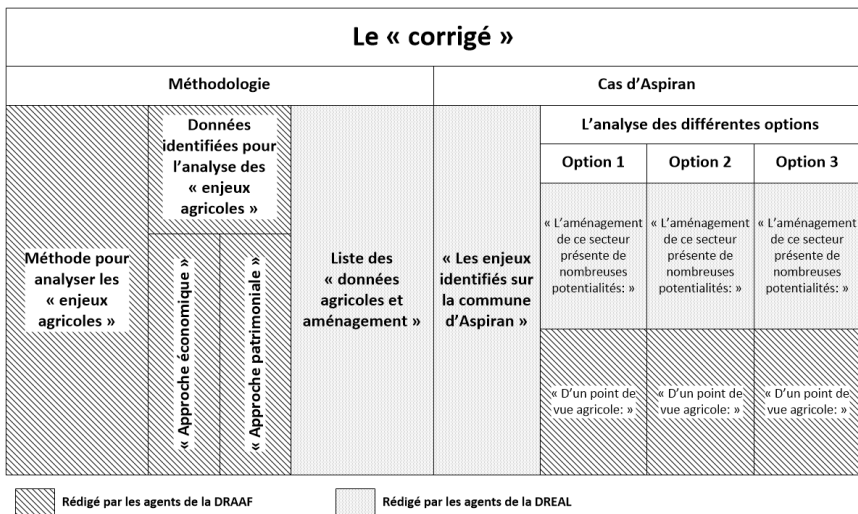 Le « corrigé »
Méthodologie
Cas d’Aspiran
Méthode pour
analyser les
« enjeux
agricoles »
Données
identifiées pour
l’analyse des
« enjeux
agricoles »
« Approche économique »
« Approche patrimoniale »
Liste des
« données
agricoles et
aménagement »
« Les enjeux
identifiés sur
la commune
d’Aspiran »
L’analyse des différentes options
Option 1
Option 2
Option 3
« L’aménagement
de ce secteur
présente de
nombreuses
potentialités: »
« L’aménagement
de ce secteur
présente de
nombreuses
potentialités: »
« L’aménagement
de ce secteur
présente de
nombreuses
potentialités: »
« D’un point de
vue agricole: »
« D’un point de
vue agricole: »
« D’un point de
vue agricole: »
Rédigé par les agents de la DRAAF
Rédigé par les agents de la DREAL